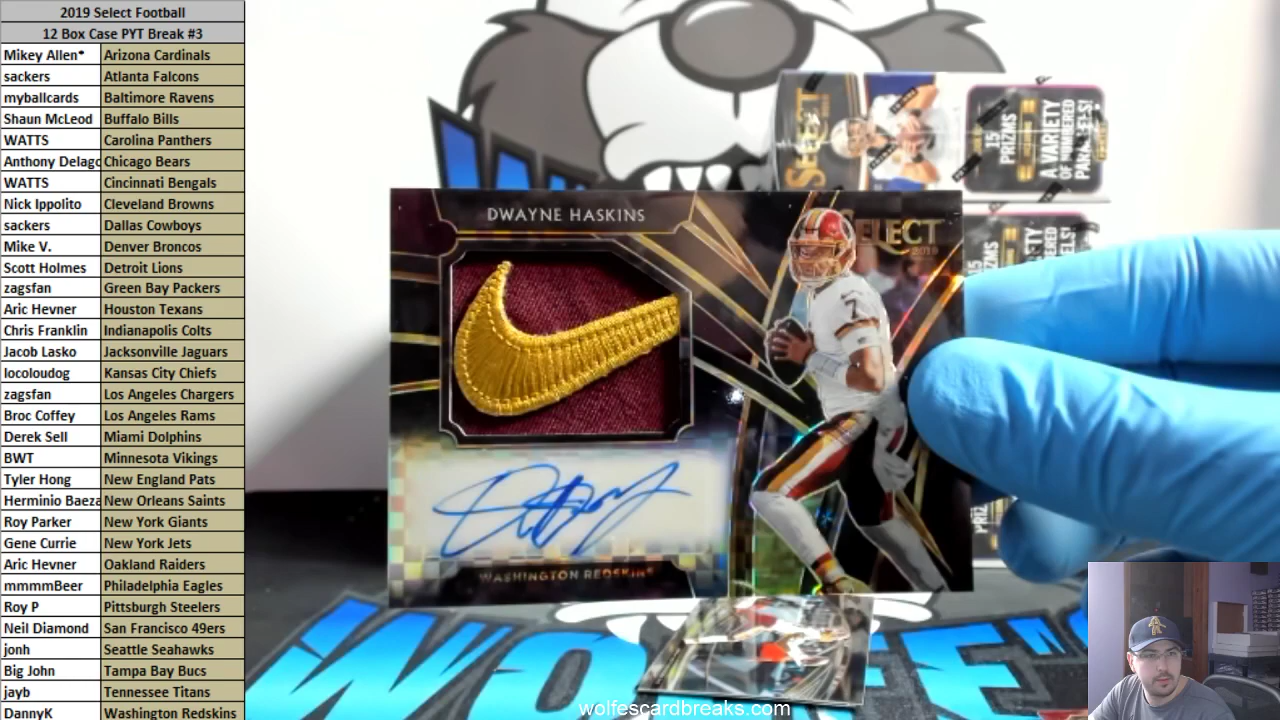 2019 Select Football
12 Box Case PYT Break #3
Mikey Allen* Arizona Cardinals
sackers Atlanta Falcons
myballcards Baltimore Ravens
Shaun McLeod Buffalo Bills
WATTS Carolina Panthers
Anthony Delagc Chicago Bears
WATTS Cincinnati Bengals
Nick Ippolito Cleveland Browns
sackers Dallas Cowboys
Mike V. Denver Broncos
Scott Holmes Detroit Lions
zagsfan Green Bay Packers
Aric Hevner Houston Texans
Chris Franklin Indianapolis Colts
Jacob Lasko Jacksonville Jaguars
locoloudog Kansas City Chiefs
zagsfan Los Angeles Chargers
Broc Coffey Los Angeles Rams
Derek Sell Miami Dolphins
BWT Minnesota Vikings
Tyler Hong New England Pats
Herminio Baeza New Orleans Saints
Roy Parker New York Giants
Gene Currie New York Jets
Aric Hevner Oakland Raiders
mmmmBeer Philadelphia Eagles
Roy P Pittsburgh Steelers
Neil Diamond San Francisco 49ers
jonh Seattle Seahawks
Big John Tampa Bay Bucs
jayb Tennessee Titans
DannyK Washington Redskins
SELECT
15
PRIZMS
A VARIETY
OF NUMBERED
PARALLELS!
DWAYNE HASKINS
SELECT
2019
7
WASHINGTON REDSKINS
wolfescardbreaks.com